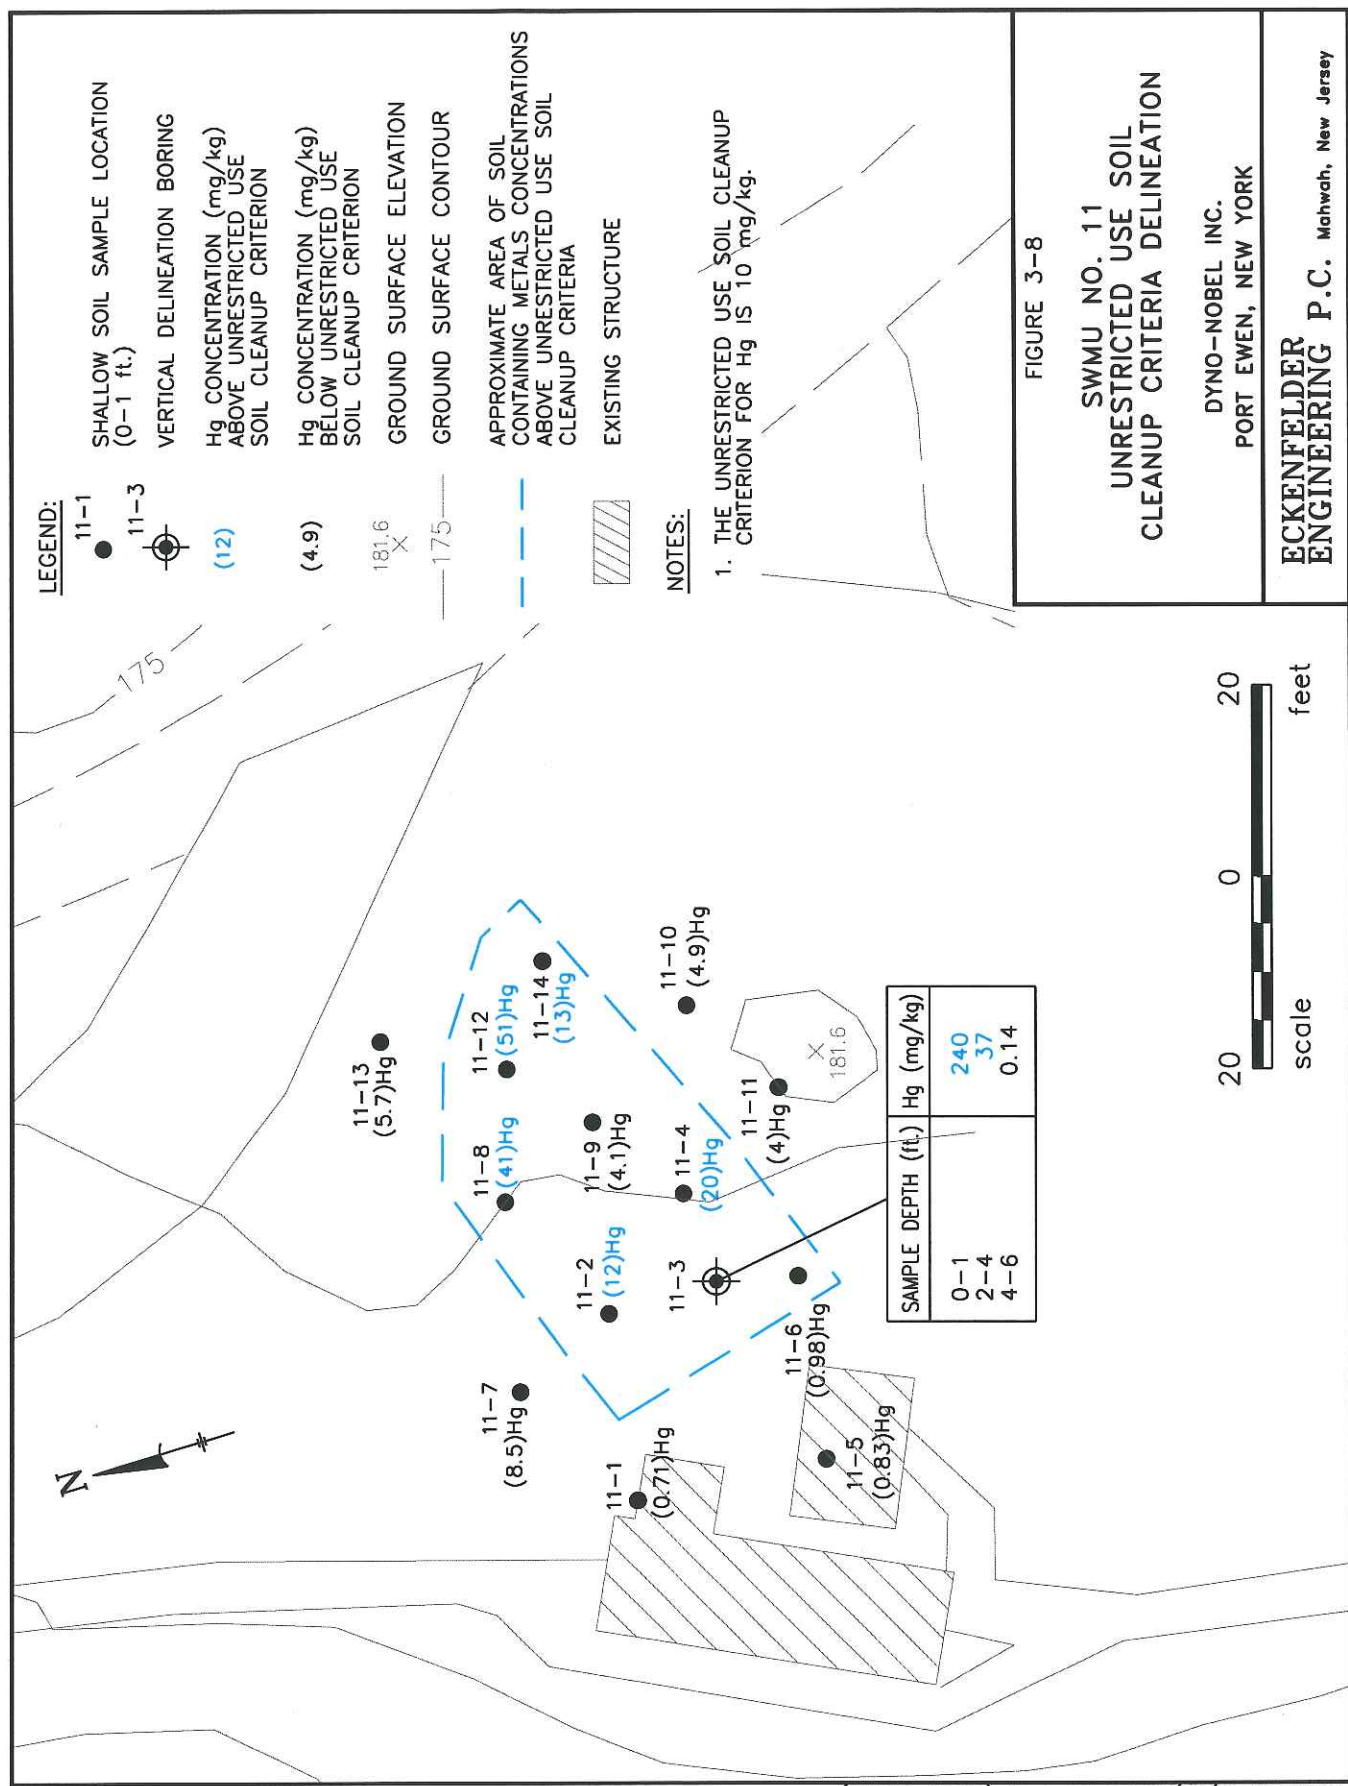 LEGEND:
11-1
SHALLOW SOIL SAMPLE LOCATION
(0-1 ft.)
11-3
VERTICAL DELINEATION BORING
(12)
Hg CONCENTRATION (mg/kg)
ABOVE UNRESTRICTED USE
SOIL CLEANUP CRITERION
(4.9)
Hg CONCENTRATION (mg/kg)
BELOW UNRESTRICTED USE
SOIL CLEANUP CRITERION
181.6
GROUND SURFACE ELEVATION
175
GROUND SURFACE CONTOUR
APPROXIMATE AREA OF SOIL
CONTAINING METALS CONCENTRATIONS
ABOVE UNRESTRICTED USE SOIL
CLEANUP CRITERIA
EXISTING STRUCTURE
NOTES:
1. THE UNRESTRICTED USE SOIL CLEANUP
CRITERION FOR Hg IS 10 mg/kg.
N
175
11-13
(5.7)Hg
11-7
(8.5)Hg
11-8
(41)Hg
11-12
(51)Hg
11-14
(13)Hg
11-2
(12)Hg
11-9
(4.1)Hg
11-1
(0.71)Hg
11-3
11-4
(20)Hg
11-10
(4.9)Hg
11-11
(4)Hg
181.6
11-6
(0.98)Hg
11-5
(0.83)Hg
SAMPLE DEPTH (ft.) Hg (mg/kg)
0-1 240
2-4 37
4-6 0.14
20 0 20
scale feet
FIGURE 3-8
SWMU NO. 11
UNRESTRICTED USE SOIL
CLEANUP CRITERIA DELINEATION
DYNO-NOBEL INC.
PORT EWEN, NEW YORK
ECKENFELDER
ENGINEERING P.C. Mahwah, New Jersey